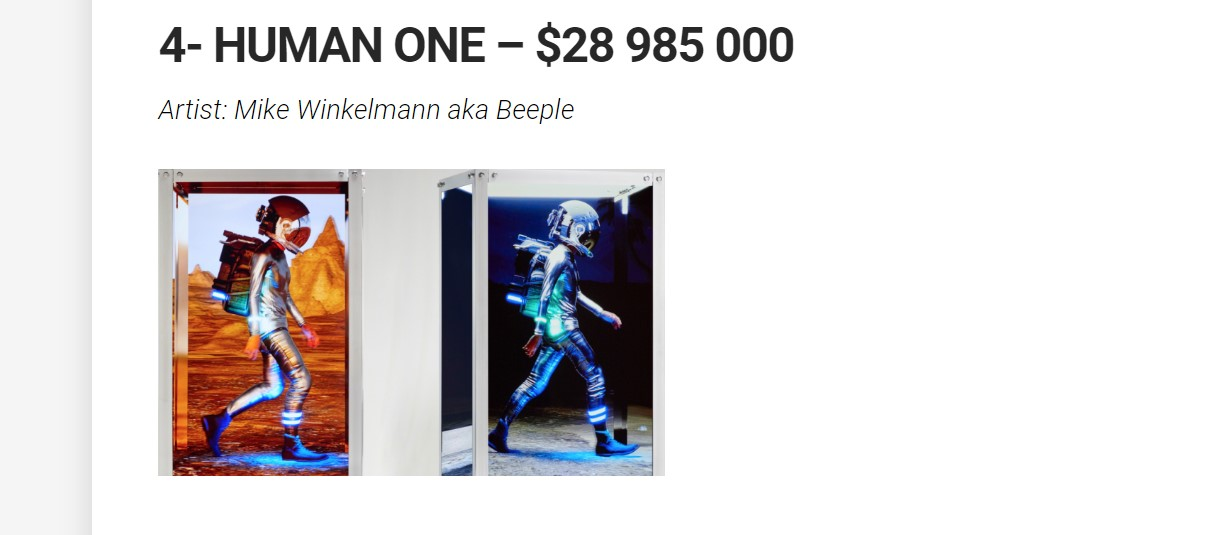 4- HUMAN ONE – $28 985 000
Artist: Mike Winkelmann aka Beeple